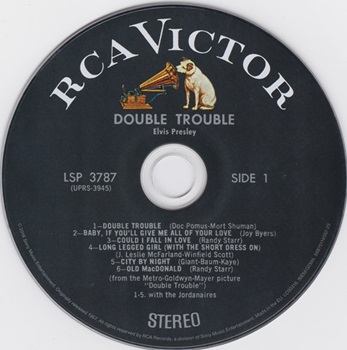 RCA VICTOR
DOUBLE TROUBLE
Elvis Presley
LSP 3787
(UPRS-3945)
SIDE 1
1—DOUBLE TROUBLE (Doc Pomus-Mort Shuman)
2—BABY, IF YOU'LL GIVE ME ALL OF YOUR LOVE (Joy Byers)
3—COULD I FALL IN LOVE (Randy Starr)
4—LONG LEGGED GIRL (WITH THE SHORT DRESS ON)
(J. Leslie McFarland-Winfield Scott)
5—CITY BY NIGHT (Giant-Baum-Kaye)
6—OLD MacDONALD (Randy Starr)
(from the Metro-Goldwyn-Mayer picture
"Double Trouble")
1-5. with the Jordanaires
STEREO